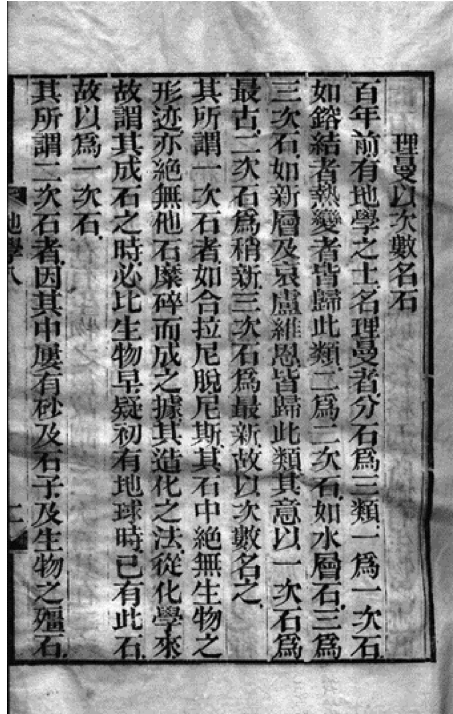 理曼以次數名石
百年前有地學之士名理曼者分石爲三類一爲一次石
如鎔結者熱變者皆歸此類二爲二次石如水層石三爲
三次石如新層及哀盧維恩皆歸此類其意以一次石爲
最古二次石爲稍新三次石爲最新故以次數名之
其所謂一次石者如合拉尼脫尼斯其石中絕無生物之
形迹亦絕無他石糜碎而成之據其造化之法從化學來
故謂其成石之時必比生物早疑初有地球時已有此石
故以爲一次石
其所謂二次石者因其中屢有砂及石子及生物之殭石
地學八